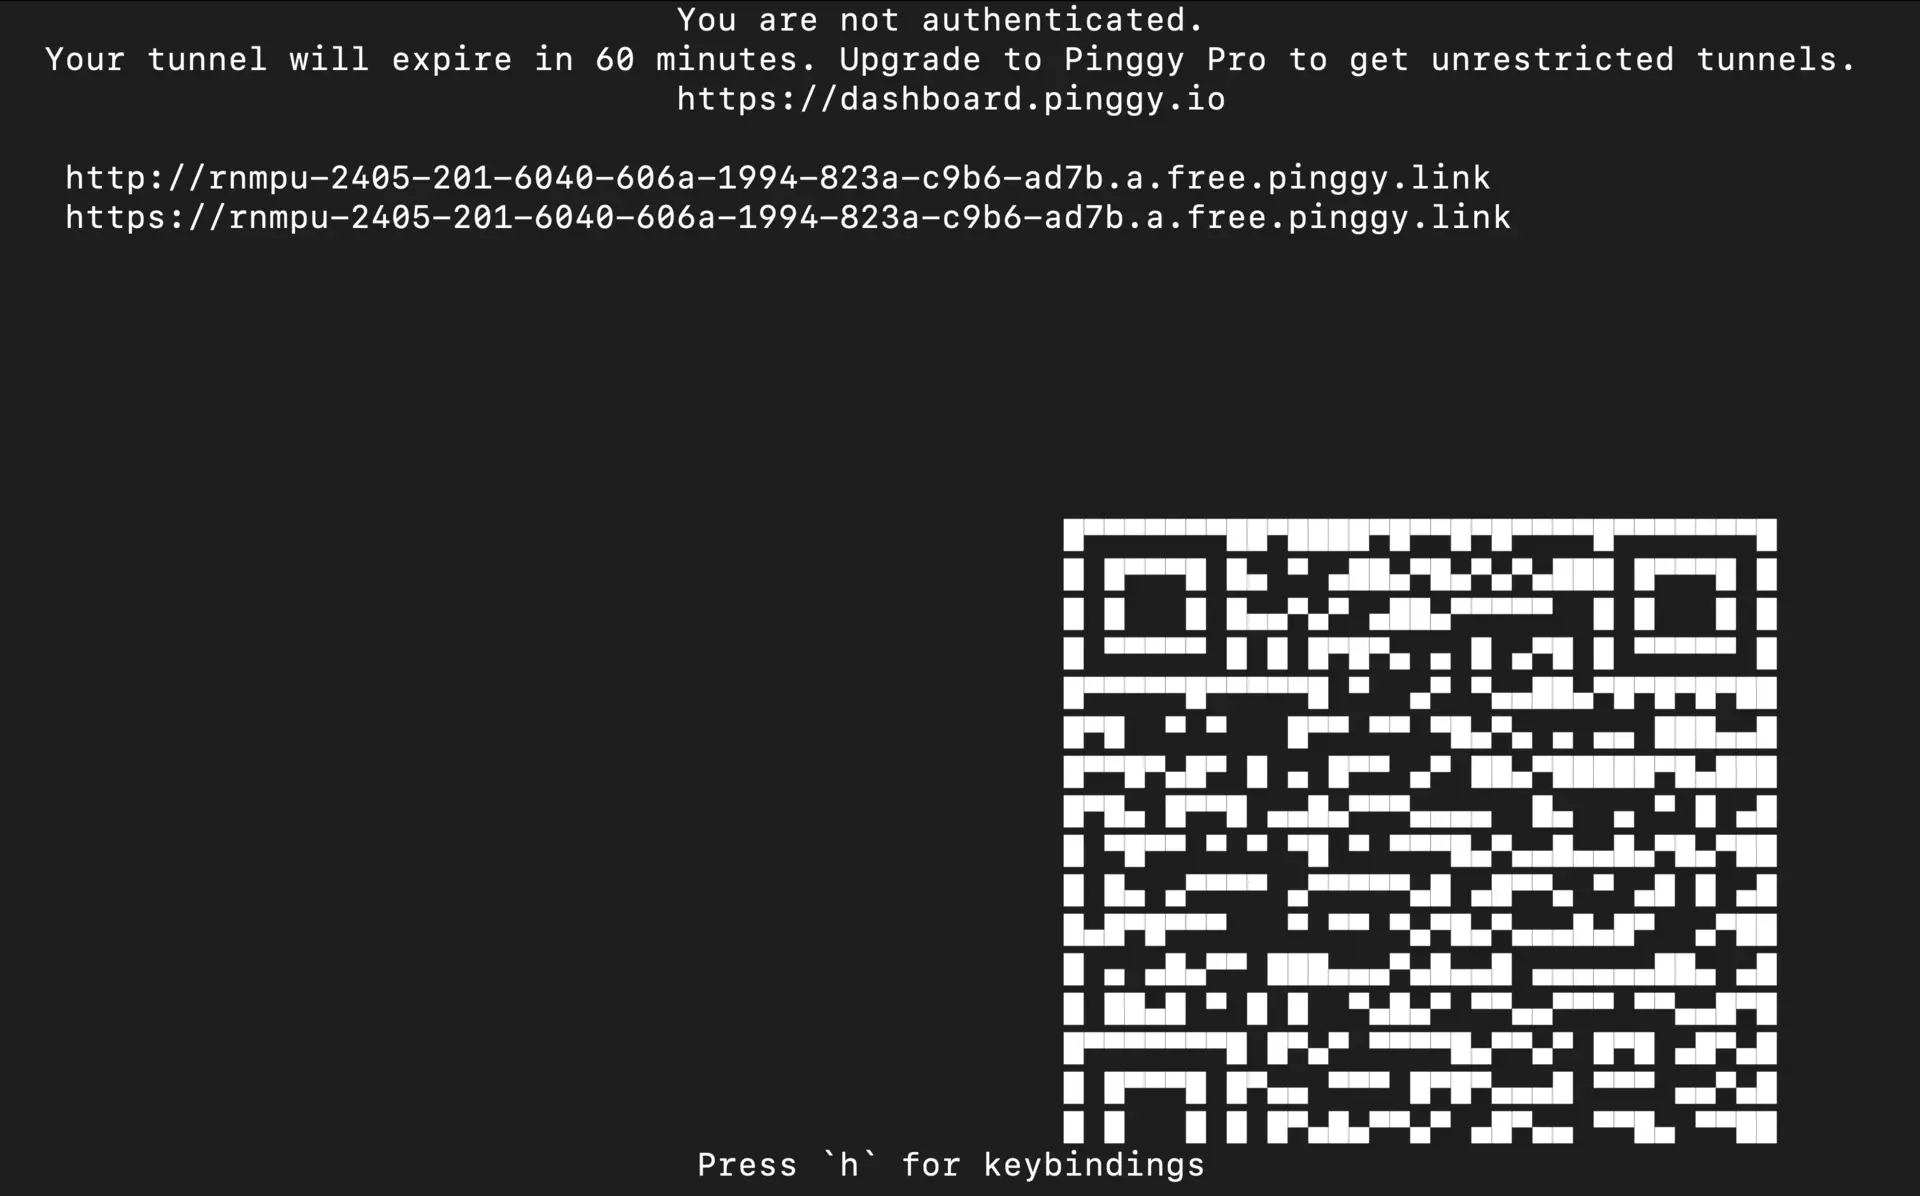 You are not authenticated.
Your tunnel will expire in 60 minutes. Upgrade to Pinggy Pro to get unrestricted tunnels.
https://dashboard.pinggy.io
http://rnmpu-2405-201-6040-606a-1994-823a-c9b6-ad7b.a.free.pinggy.link
https://rnmpu-2405-201-6040-606a-1994-823a-c9b6-ad7b.a.free.pinggy.link
Press `h` for keybindings